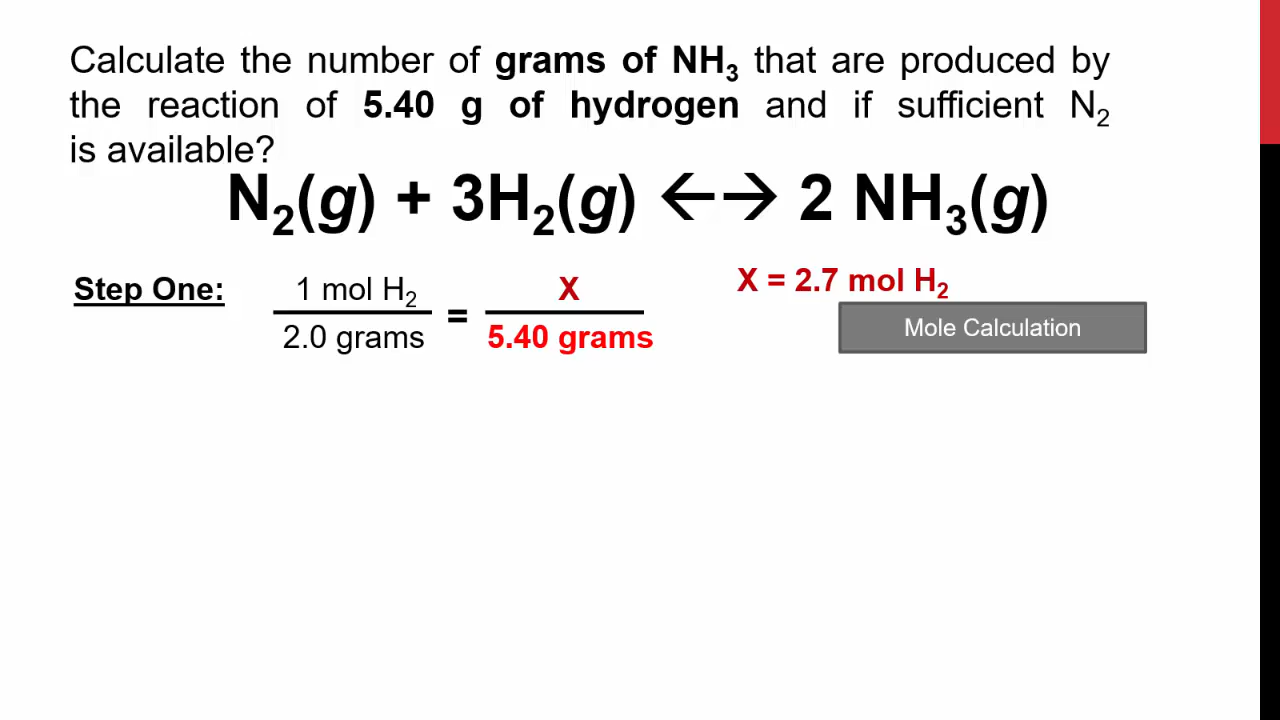 Calculate the number of grams of NH₃ that are produced by
the reaction of 5.40 g of hydrogen and if sufficient N₂
is available?
N₂(g) + 3H₂(g) ←→ 2 NH₃(g)
Step One:
1 mol H₂
2.0 grams
=
X
5.40 grams
X = 2.7 mol H₂
Mole Calculation